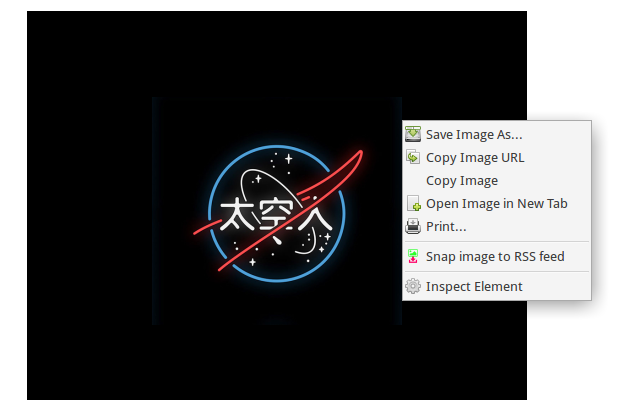 太空人
Save Image As...
Copy Image URL
Copy Image
Open Image in New Tab
Print...
Snap image to RSS feed
Inspect Element